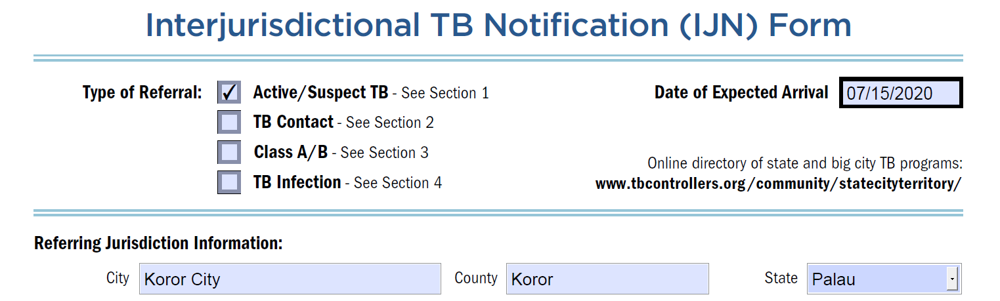 Interjurisdictional TB Notification (IJN) Form
Type of Referral: ✓ Active/Suspect TB - See Section 1
Date of Expected Arrival 07/15/2020
TB Contact - See Section 2
Class A/B - See Section 3
TB Infection - See Section 4
Online directory of state and big city TB programs:
www.tbcontrollers.org/community/statecityterritory/
Referring Jurisdiction Information:
City Koror City County Koror State Palau